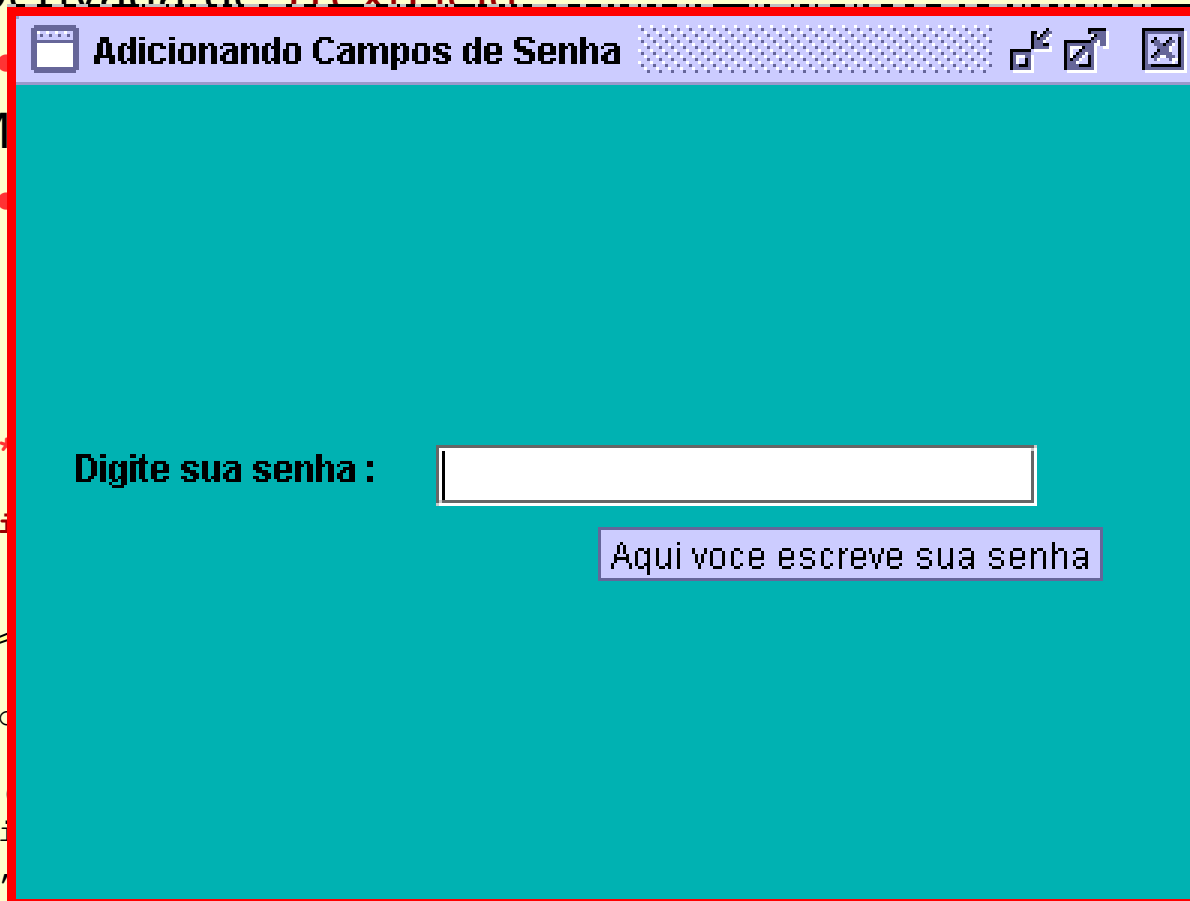 Adicionando Campos de Senha
Digite sua senha :
Aqui voce escreve sua senha